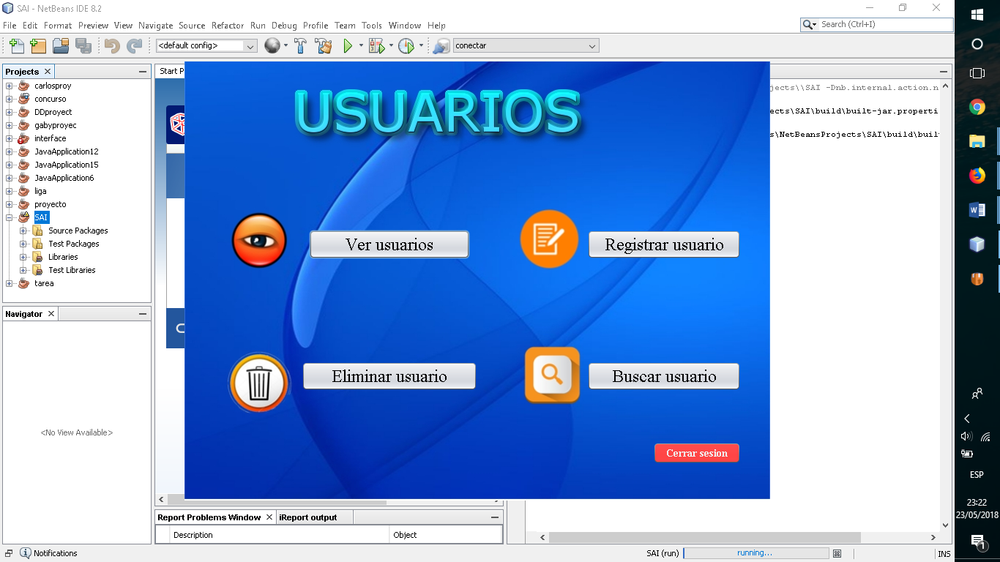 SAI - NetBeans IDE 8.2
File Edit Format Preview View Navigate Source Refactor Run Debug Profile Team Tools Window Help
Search (Ctrl+I)
<default config>
conectar
Projects
carlosproy
concurso
DDproyect
gabyproyec
interface
JavaApplication12
JavaApplication15
JavaApplication6
liga
proyecto
SAI
Source Packages
Test Packages
Libraries
Test Libraries
tarea
Navigator
<No View Available>
Start P
USUARIOS
Ver usuarios
Registrar usuario
Eliminar usuario
Buscar usuario
Cerrar sesion
jects\\SAI -Dnb.internal.action.n
ects\SAI\build\built-jar.properti
s\NetBeansProjects\SAI\build\buil
Report Problems Window
iReport output
Description Object
Notifications
SAI (run) running...
INS
ESP
23:22
23/05/2018
1